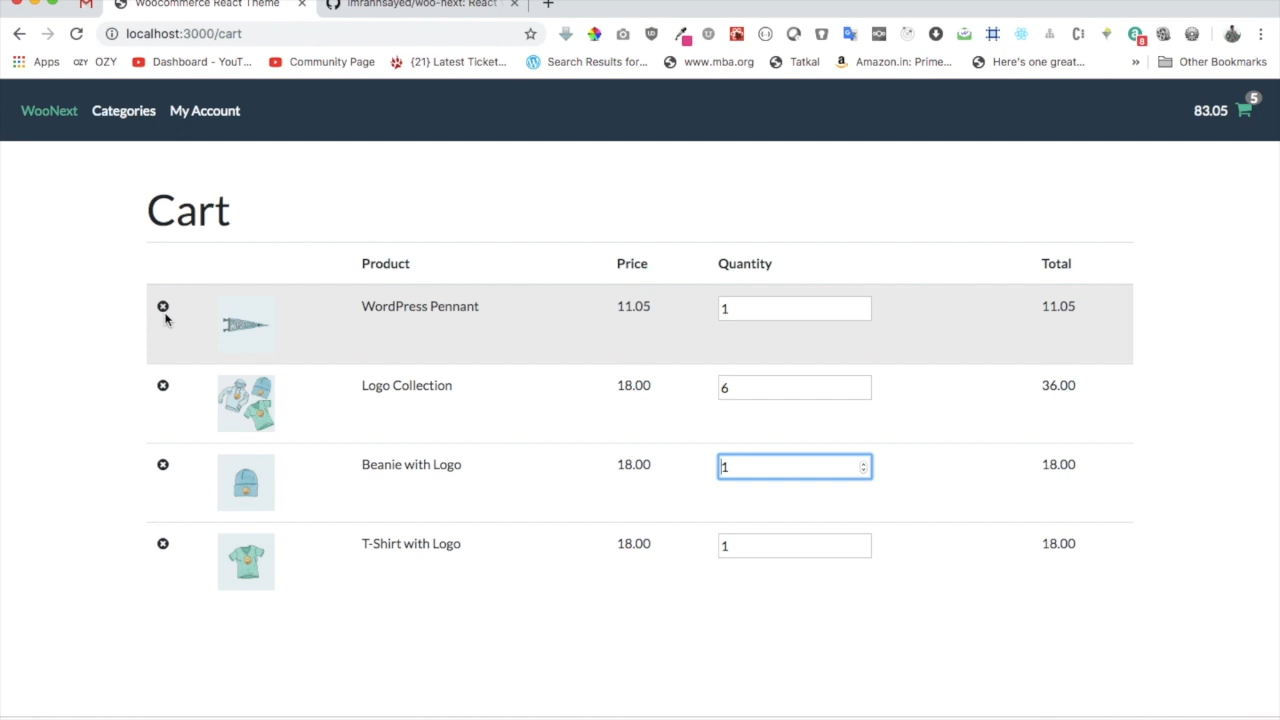 Woocommerce React Theme
imranhsayed/woo-next: React
localhost:3000/cart
8
Apps
OZY OZY
Dashboard - YouT...
Community Page
{21} Latest Ticket...
Search Results for...
www.mba.org
Tatkal
Amazon.in: Prime...
Here's one great...
»
Other Bookmarks
WooNext Categories My Account
83.05 5
Cart
Product Price Quantity Total
WordPress Pennant 11.05 1 11.05
Logo Collection 18.00 6 36.00
Beanie with Logo 18.00 1 18.00
T-Shirt with Logo 18.00 1 18.00